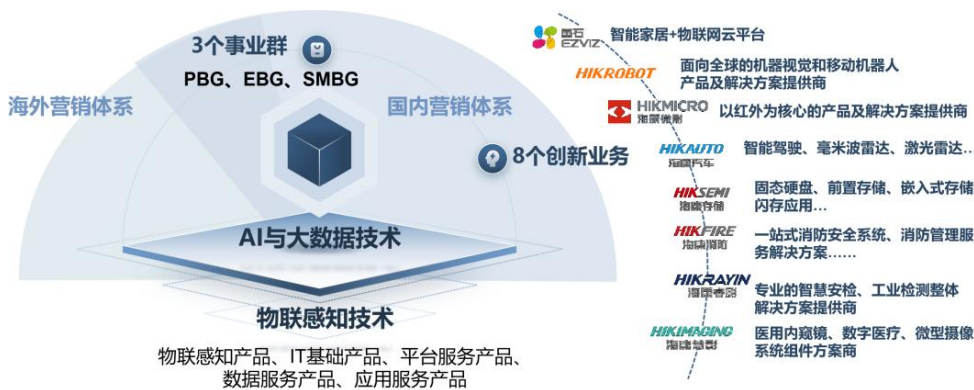 3个事业群
PBG、EBG、SMBG
海外营销体系
国内营销体系
8个创新业务
AI与大数据技术
物联感知技术
物联感知产品、IT基础产品、平台服务产品、
数据服务产品、应用服务产品
萤石
EZVIZ
智能家居+物联网云平台
HIKROBOT
面向全球的机器视觉和移动机器人
产品及解决方案提供商
HIKMICRO
海康微影
以红外为核心的产品及解决方案提供商
HIKAUTO
海康汽车
智能驾驶、毫米波雷达、激光雷达...
HIKSEMI
海康存储
固态硬盘、前置存储、嵌入式存储
闪存应用...
HIKFIRE
海康消防
一站式消防安全系统、消防管理服
务解决方案......
HIKRAYIN
海康睿影
专业的智慧安检、工业检测整体
解决方案提供商
HIKIMAGING
海康慧影
医用内窥镜、数字医疗、微型摄像
系统组件方案商